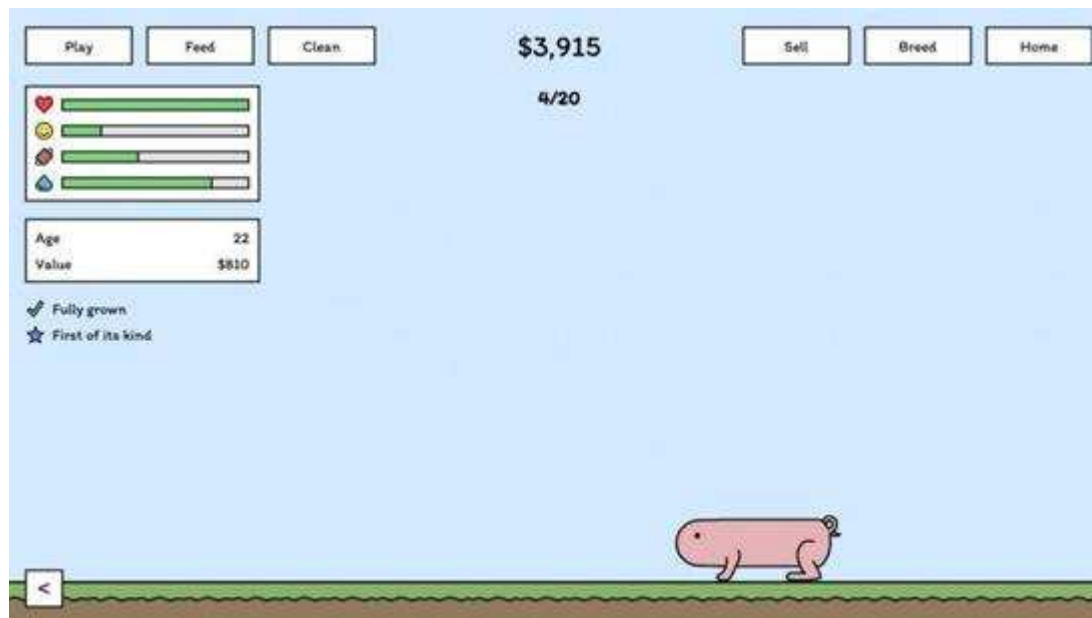 Play
Feed
Clean
$3,915
Sell
Breed
Home
4/20
Age 22
Value $810
Fully grown
First of its kind
<